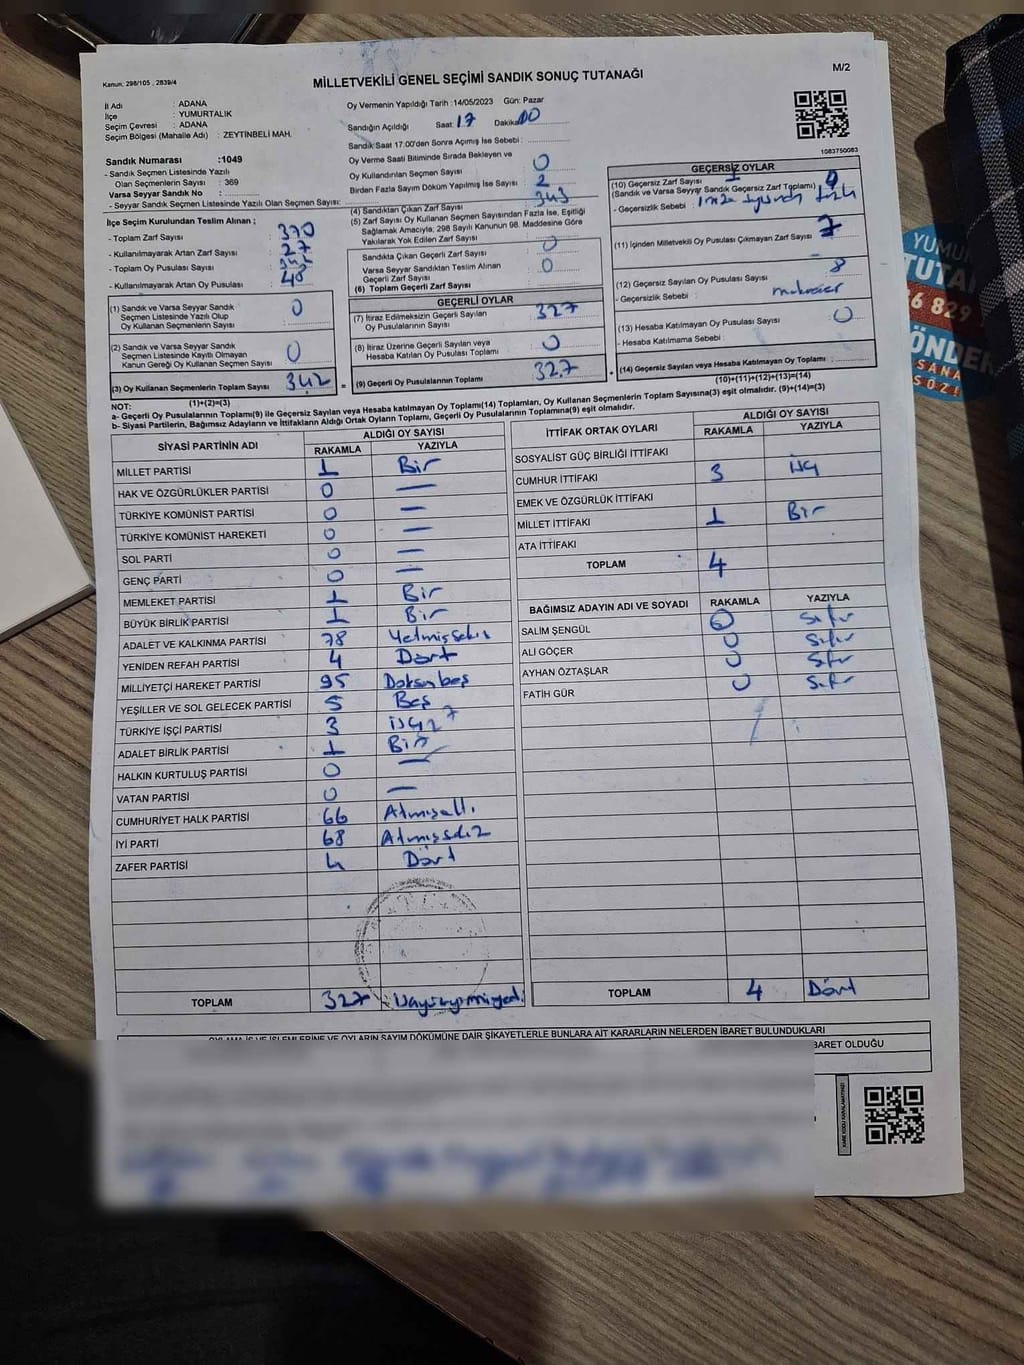 Kanun: 298/105 , 2839/4
MİLLETVEKİLİ GENEL SEÇİMİ SANDIK SONUÇ TUTANAĞI
M/2
İl Adı : ADANA
İlçe : YUMURTALIK
Seçim Çevresi : ADANA
Seçim Bölgesi (Mahalle Adı) : ZEYTİNBELİ MAH.
Sandık Numarası :1049
- Sandık Seçmen Listesinde Yazılı
Olan Seçmenlerin Sayısı : 369
Varsa Seyyar Sandık No :
- Seyyar Sandık Seçmen Listesinde Yazılı Olan Seçmen Sayısı:
Oy Vermenin Yapıldığı Tarih :14/05/2023 Gün: Pazar
Sandığın Açıldığı Saat: 17 Dakika: 00
Sandık Saat 17.00'den Sonra Açımış İse Sebebi :
Oy Verme Saati Bitiminde Sırada Bekleyen ve
Oy Kullandırılan Seçmen Sayısı : 0
Birden Fazla Sayım Döküm Yapılmış İse Sayısı : 2
1083750083
İlçe Seçim Kurulundan Teslim Alınan ;
- Toplam Zarf Sayısı : 370
- Kullanılmayarak Artan Zarf Sayısı : 27
- Toplam Oy Pusulası Sayısı :
- Kullanılmayarak Artan Oy Pusulası : 40
(4) Sandıktan Çıkan Zarf Sayısı : 343
(5) Zarf Sayısı Oy Kullanan Seçmen Sayısından Fazla İse, Eşitliği
Sağlamak Amacıyla; 298 Sayılı Kanunun 98. Maddesine Göre
Yakılarak Yok Edilen Zarf Sayısı : 0
Sandıkta Çıkan Geçerli Zarf Sayısı
Varsa Seyyar Sandıktan Teslim Alınan
Geçerli Zarf Sayısı : 0
(6) Toplam Geçerli Zarf Sayısı :
GEÇERSİZ OYLAR
(10) Geçersiz Zarf Sayısı
(Sandık ve Varsa Seyyar Sandık Geçersiz Zarf Toplamı) :
- Geçersizlik Sebebi :
(11) İçinden Milletvekili Oy Pusulası Çıkmayan Zarf Sayısı : 7
(12) Geçersiz Sayılan Oy Pusulası Sayısı : 8
- Geçersizlik Sebebi :
(13) Hesaba Katılmayan Oy Pusulası Sayısı : 0
- Hesaba Katılmama Sebebi :
(14) Geçersiz Sayılan veya Hesaba Katılmayan Oy Toplamı :
(10)+(11)+(12)+(13)=(14)
(1) Sandık ve Varsa Seyyar Sandık
Seçmen Listesinde Yazılı Olup
Oy Kullanan Seçmenlerin Sayısı : 0
(2) Sandık ve Varsa Seyyar Sandık
Seçmen Listesinde Kayıtlı Olmayan
Kanun Gereği Oy Kullanan Seçmen Sayısı : 0
(3) Oy Kullanan Seçmenlerin Toplam Sayısı : 342
(1)+(2)=(3)
=
GEÇERLİ OYLAR
(7) İtiraz Edilmeksizin Geçerli Sayılan
Oy Pusulalarının Sayısı : 327
(8) İtiraz Üzerine Geçerli Sayılan veya
Hesaba Katılan Oy Pusulası Toplamı : 0
(9) Geçerli Oy Pusulalarının Toplamı : 327
+
NOT:
a- Geçerli Oy Pusulalarının Toplamı(9) ile Geçersiz Sayılan veya Hesaba katılmayan Oy Toplamı(14) Toplamları, Oy Kullanan Seçmenlerin Toplam Sayısına(3) eşit olmalıdır. (9)+(14)=(3)
b- Siyasi Partilerin, Bağımsız Adayların ve İttifakların Aldığı Ortak Oyların Toplamı, Geçerli Oy Pusulalarının Toplamına(9) eşit olmalıdır.
SİYASİ PARTİNİN ADI ALDIĞI OY SAYISI
RAKAMLA YAZIYLA
MİLLET PARTİSİ 1 Bir
HAK VE ÖZGÜRLÜKLER PARTİSİ 0 —
TÜRKİYE KOMÜNİST PARTİSİ 0 —
TÜRKİYE KOMÜNİST HAREKETİ 0 —
SOL PARTİ 0 —
GENÇ PARTİ 0 —
MEMLEKET PARTİSİ 1 Bir
BÜYÜK BİRLİK PARTİSİ 1 Bir
ADALET VE KALKINMA PARTİSİ 78 Yetmişsekiz
YENİDEN REFAH PARTİSİ 4 Dört
MİLLİYETÇİ HAREKET PARTİSİ 95 Doksanbeş
YEŞİLLER VE SOL GELECEK PARTİSİ 5 Beş
TÜRKİYE İŞÇİ PARTİSİ 3
ADALET BİRLİK PARTİSİ 1 Bir
HALKIN KURTULUŞ PARTİSİ 0 —
VATAN PARTİSİ 0 —
CUMHURİYET HALK PARTİSİ 66 Atmışaltı
İYİ PARTİ 68 Atmışsekiz
ZAFER PARTİSİ 4 Dört
TOPLAM 327
İTTİFAK ORTAK OYLARI ALDIĞI OY SAYISI
RAKAMLA YAZIYLA
SOSYALİST GÜÇ BİRLİĞİ İTTİFAKI
CUMHUR İTTİFAKI 3 üç
EMEK VE ÖZGÜRLÜK İTTİFAKI
MİLLET İTTİFAKI 1 Bir
ATA İTTİFAKI
TOPLAM 4
BAĞIMSIZ ADAYIN ADI VE SOYADI RAKAMLA YAZIYLA
SALİM ŞENGÜL 0 Sıfır
ALİ GÖÇER 0 Sıfır
AYHAN ÖZTAŞLAR 0 Sıfır
FATİH GÜR 0 Sıfır
TOPLAM 4 Dört
OYLAMA İŞ VE İŞLEMLERİNE VE OYLARIN SAYIM DÖKÜMÜNE DAİR ŞİKAYETLERLE BUNLARA AİT KARARLARIN NELERDEN İBARET BULUNDUKLARI
BARET OLDUĞU
YUMUR
TUTA
6 829
ÖNDER
SANA
SÖZ!